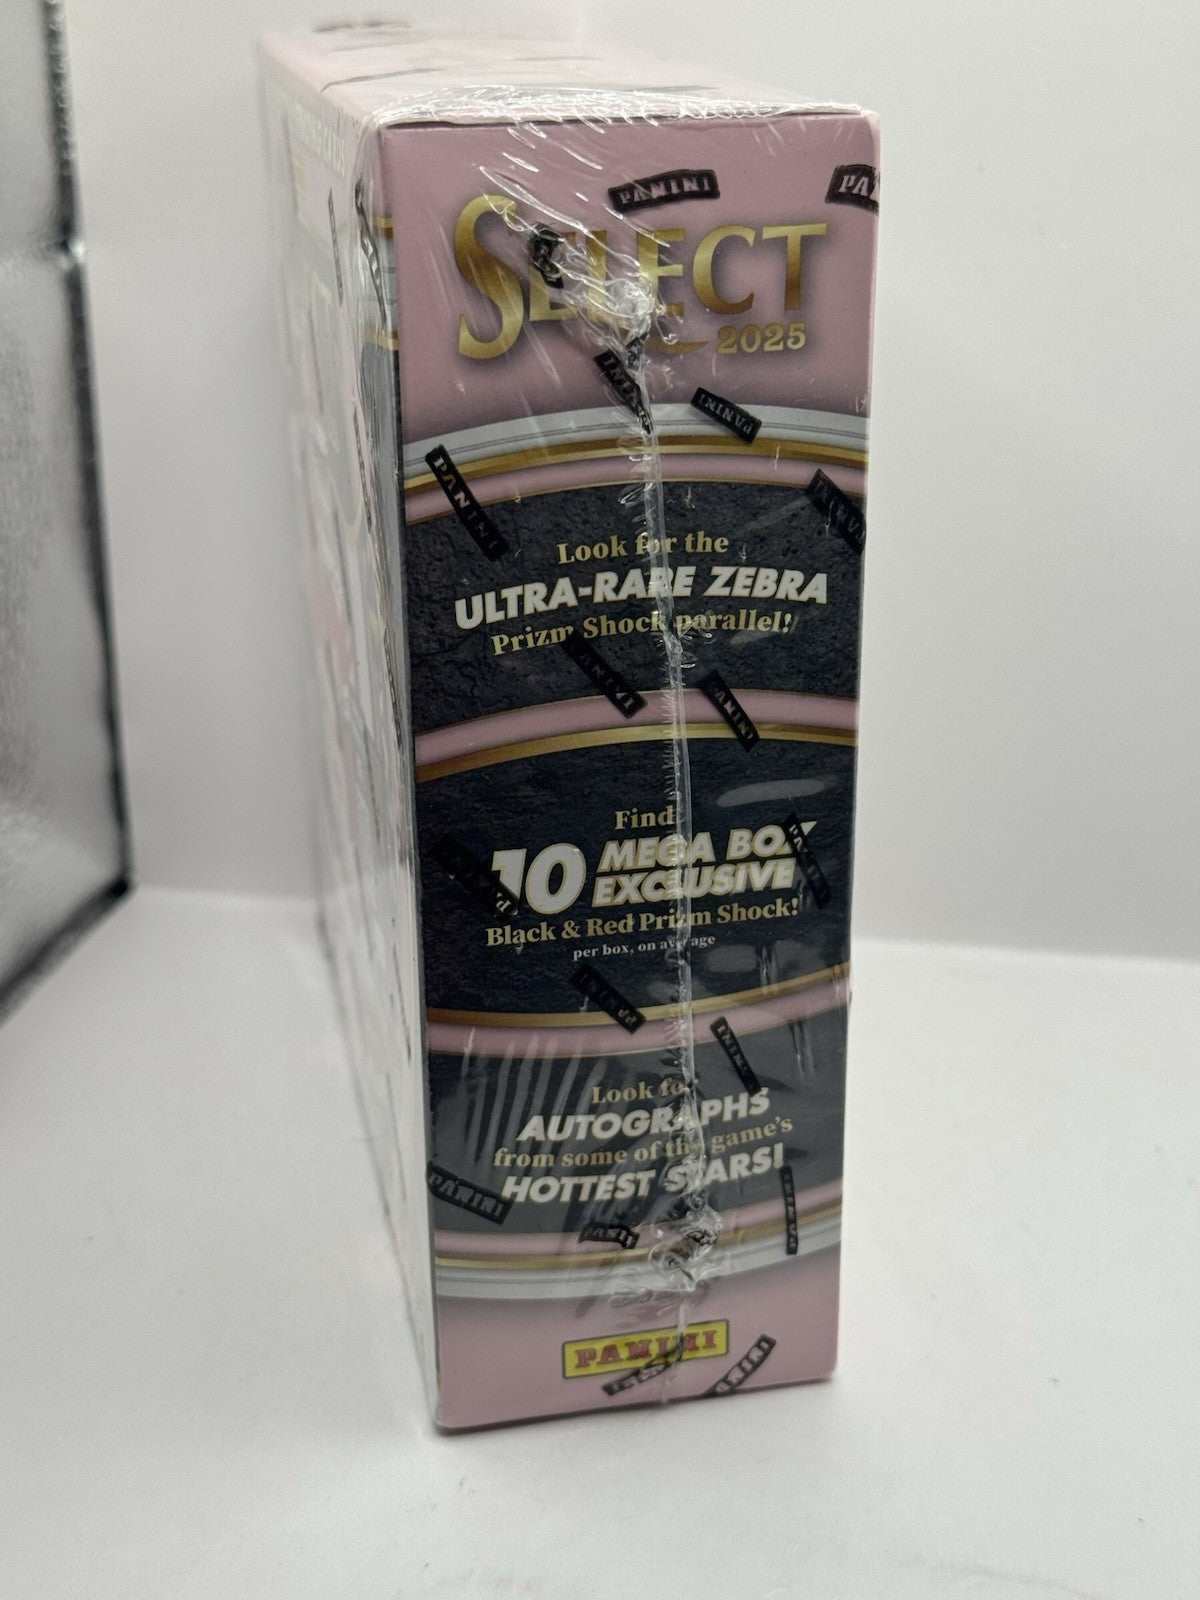 PANINI
SELECT
2025
Look for the
ULTRA-RARE ZEBRA
Prizm Shock parallel!
Find
10 MEGA BOX
EXCLUSIVE
Black & Red Prizm Shock!
per box, on average
Look for
AUTOGRAPHS
from some of the game's
HOTTEST STARS!
PANINI